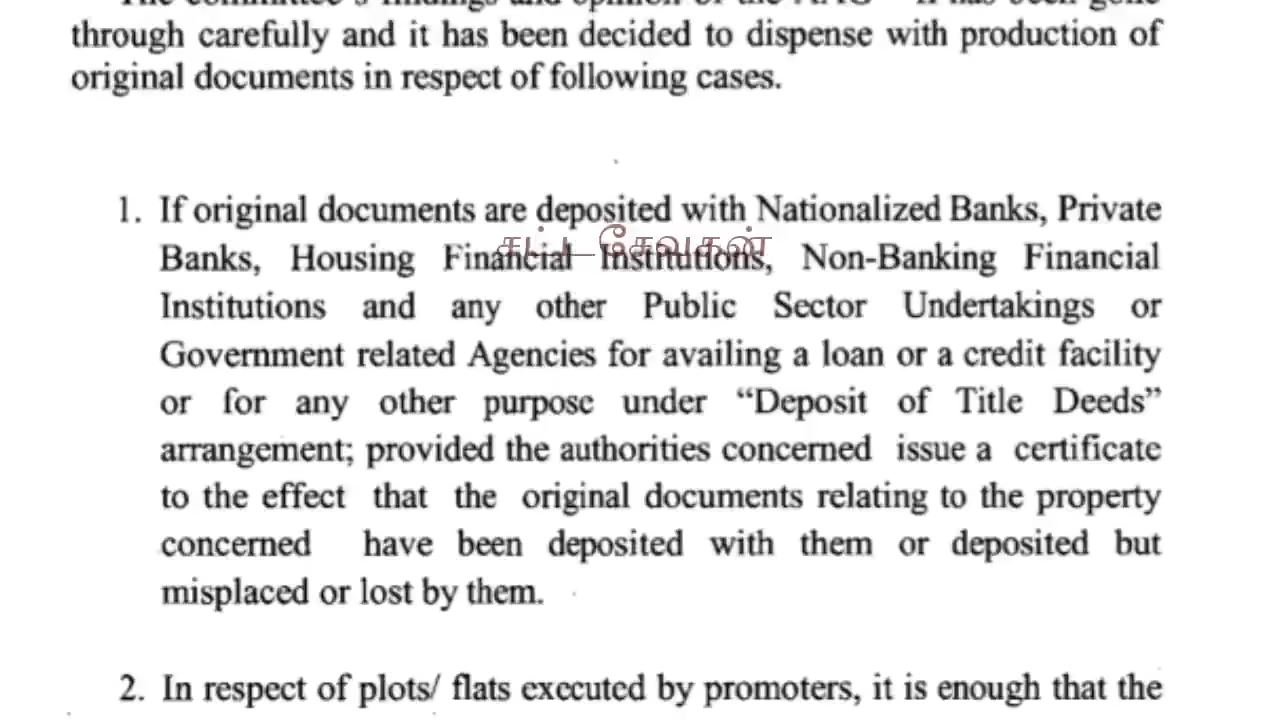 through carefully and it has been decided to dispense with production of
original documents in respect of following cases.
1. If original documents are deposited with Nationalized Banks, Private
Banks, Housing Financial Institutions, Non-Banking Financial
சட்ட சேவகன்
Institutions and any other Public Sector Undertakings or
Government related Agencies for availing a loan or a credit facility
or for any other purpose under “Deposit of Title Deeds”
arrangement; provided the authorities concerned issue a certificate
to the effect that the original documents relating to the property
concerned have been deposited with them or deposited but
misplaced or lost by them.
2. In respect of plots/ flats executed by promoters, it is enough that the